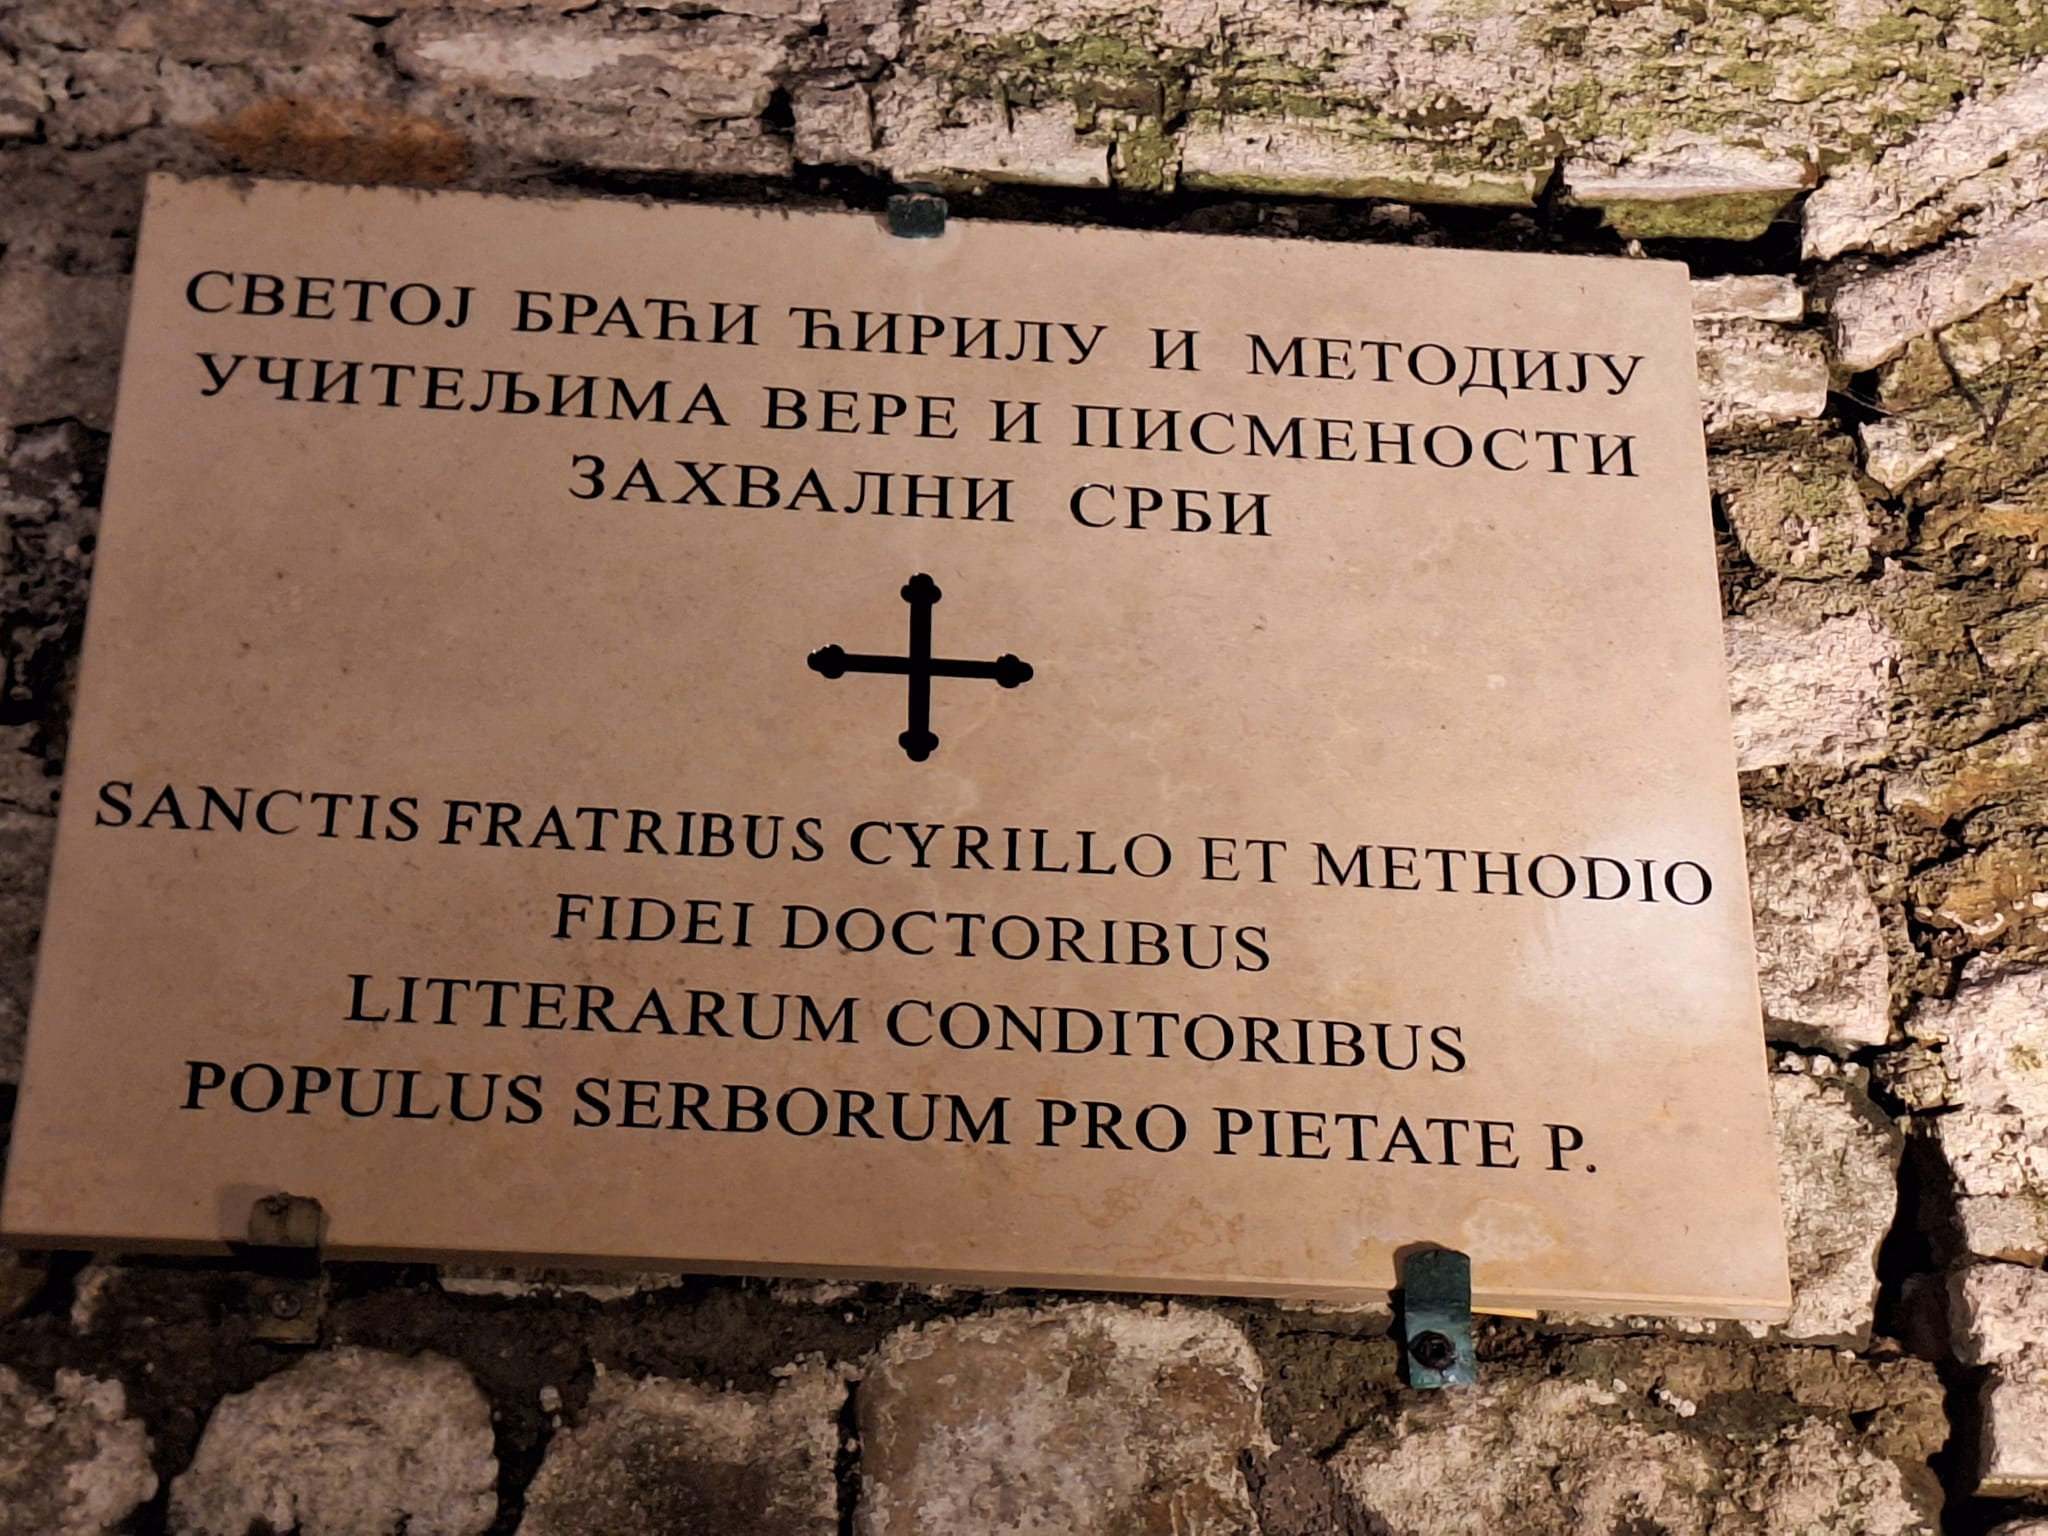 СВЕТОЈ БРАЋИ ЋИРИЛУ И МЕТОДИЈУ
УЧИТЕЉИМА ВЕРЕ И ПИСМЕНОСТИ
ЗАХВАЛНИ СРБИ
SANCTIS FRATRIBUS CYRILLO ET METHODIO
FIDEI DOCTORIBUS
LITTERARUM CONDITORIBUS
POPULUS SERBORUM PRO PIETATE P.